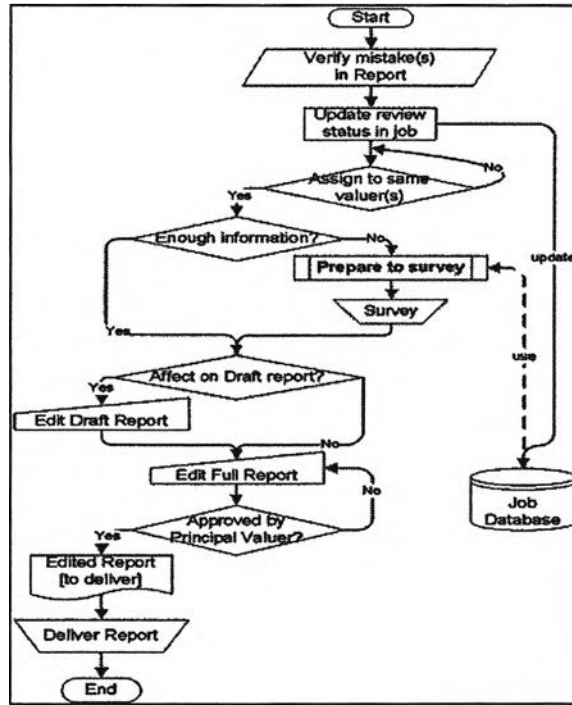 Start
Verify mistake(s)
in Report
Update review
status in job
No
Assign to same
valuer(s)
Yes
Enough information?
No
Prepare to survey
update
Survey
Yes
use
Affect on Draft report?
Yes
Edit Draft Report
No
Edit Full Report
No
Job
Database
Approved by
Principal Valuer?
Yes
Edited Report
[to deliver]
Deliver Report
End